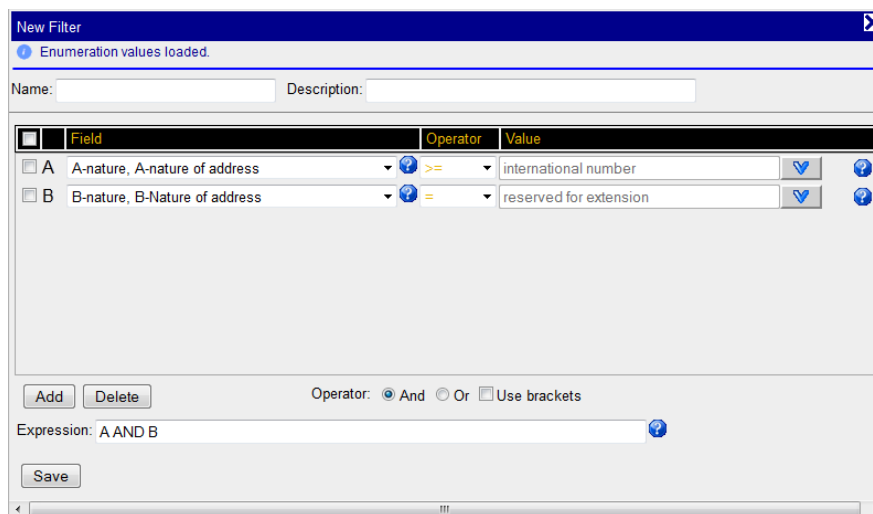 New Filter
Enumeration values loaded.
Name: Description:
Field Operator Value
A A-nature, A-nature of address >= international number
B B-nature, B-Nature of address = reserved for extension
Add Delete Operator: And Or Use brackets
Expression: A AND B
Save